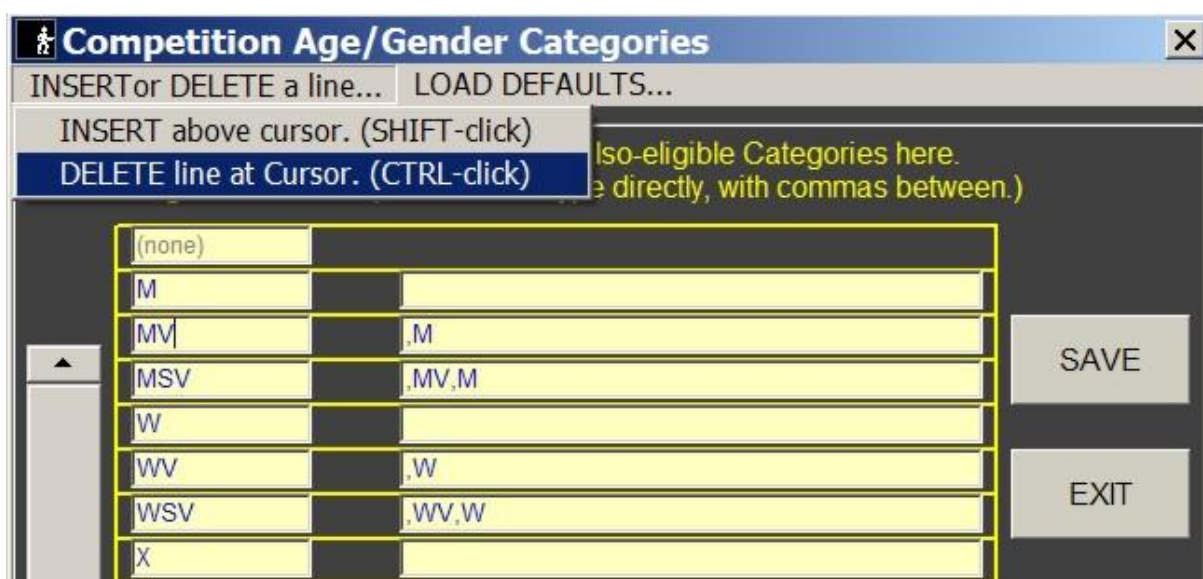 Competition Age/Gender Categories
INSERTor DELETE a line... LOAD DEFAULTS...
INSERT above cursor. (SHIFT-click)
DELETE line at Cursor. (CTRL-click)
lso-eligible Categories here.
e directly, with commas between.)
(none)
M
MV ,M
MSV ,MV,M
SAVE
W
WV ,W
WSV ,WV,W
EXIT
X